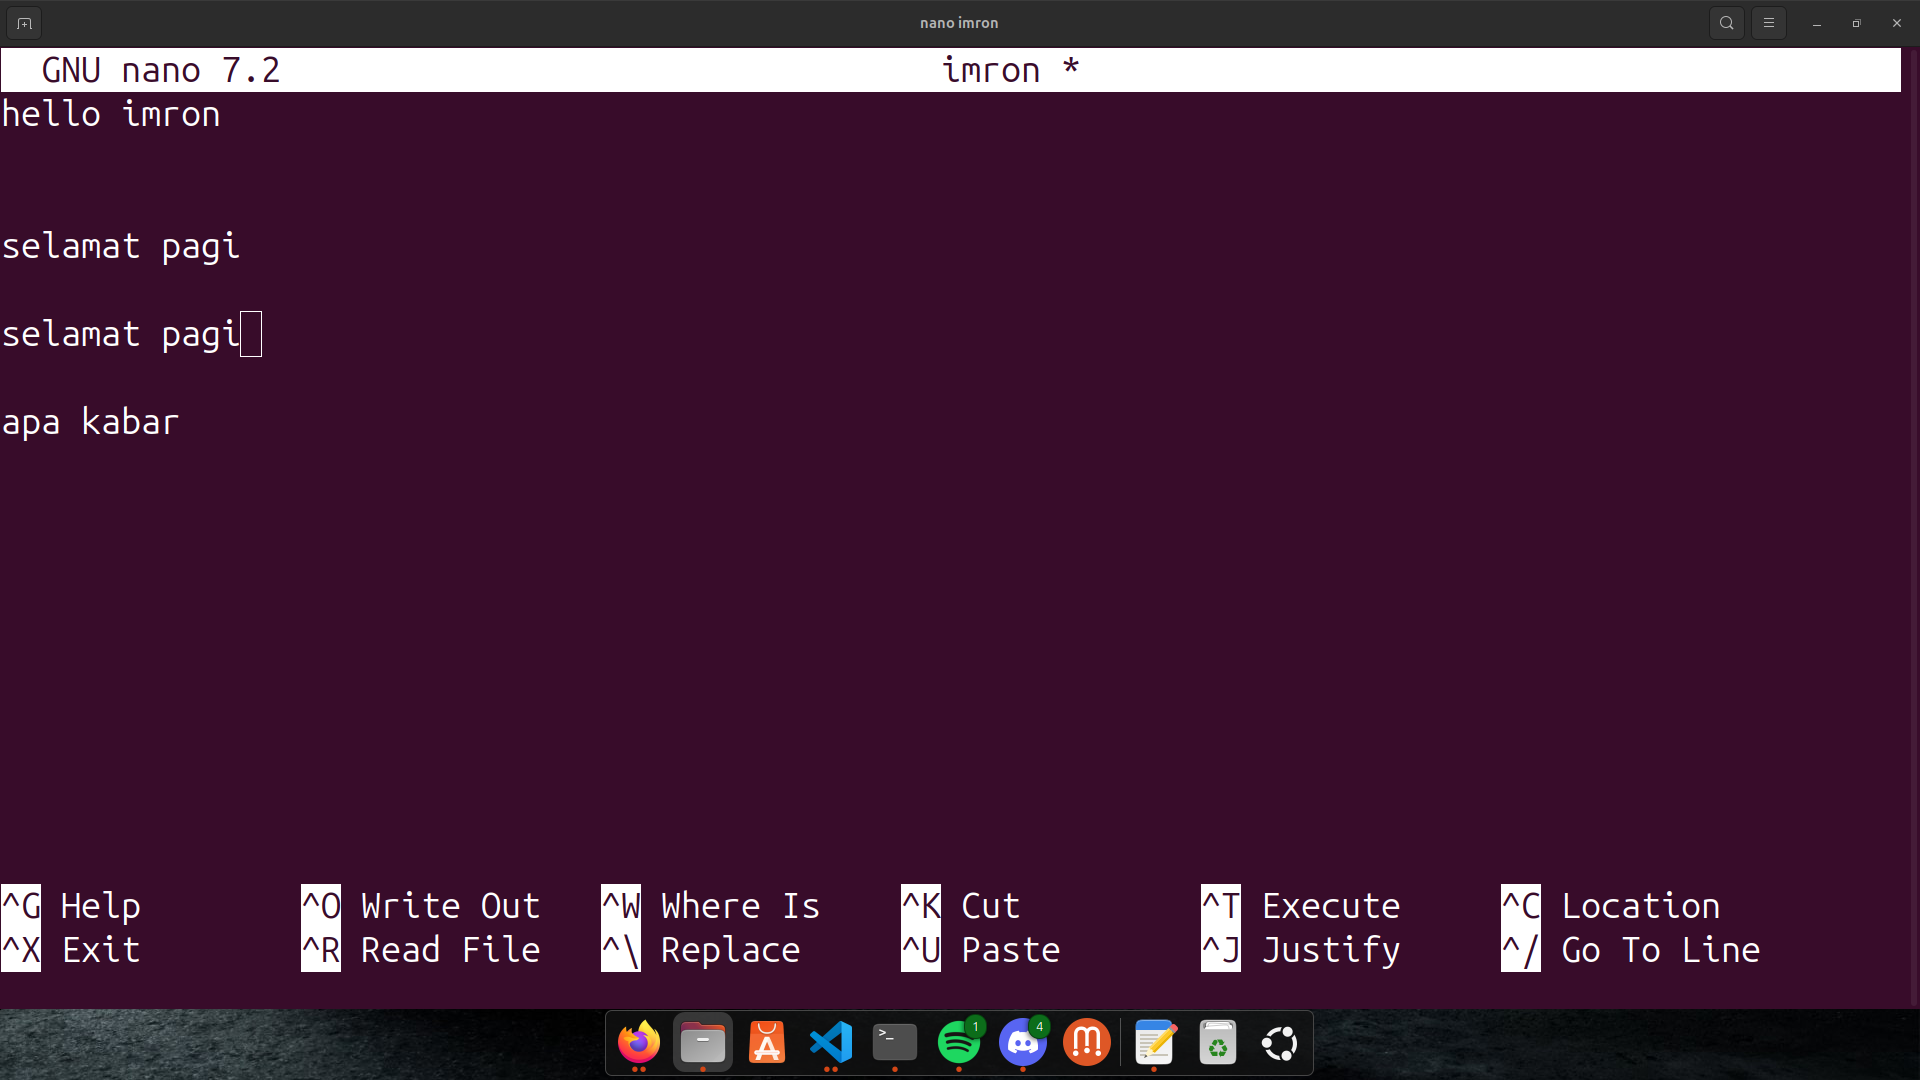 nano imron
GNU nano 7.2 imron *
hello imron
selamat pagi
selamat pagi
apa kabar
^G Help ^O Write Out ^W Where Is ^K Cut ^T Execute ^C Location
^X Exit ^R Read File ^\ Replace ^U Paste ^J Justify ^/ Go To Line
>_ 1 4